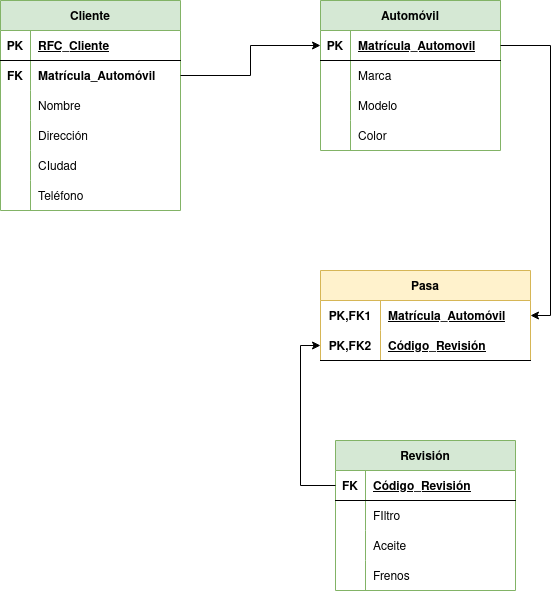 Cliente
PK RFC_Cliente
FK Matrícula_Automóvil
Nombre
Dirección
CIudad
Teléfono
Automóvil
PK Matrícula_Automovil
Marca
Modelo
Color
Pasa
PK,FK1 Matrícula_Automóvil
PK,FK2 Código_Revisión
Revisión
FK Código_Revisión
FIltro
Aceite
Frenos